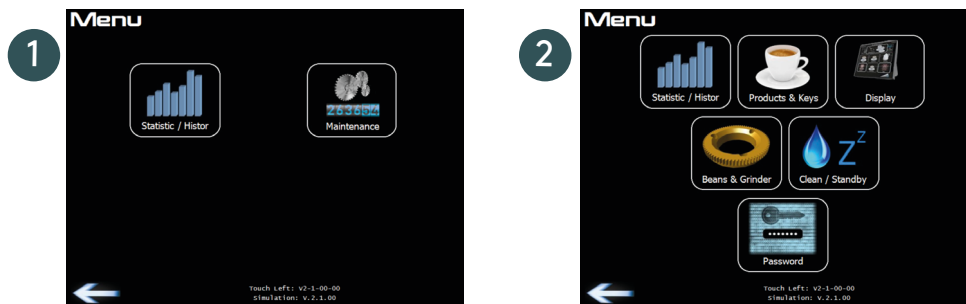 1
Menu
Statistic / Histor
263654
Maintenance
Touch Left: V2-1-00-00
Simulation: V.2.1.00
2
Menu
Statistic / Histor
Products & Keys
Display
Beans & Grinder
Z Z
Clean / Standby
Password
Touch Left: V2-1-00-00
Simulation: V.2.1.00